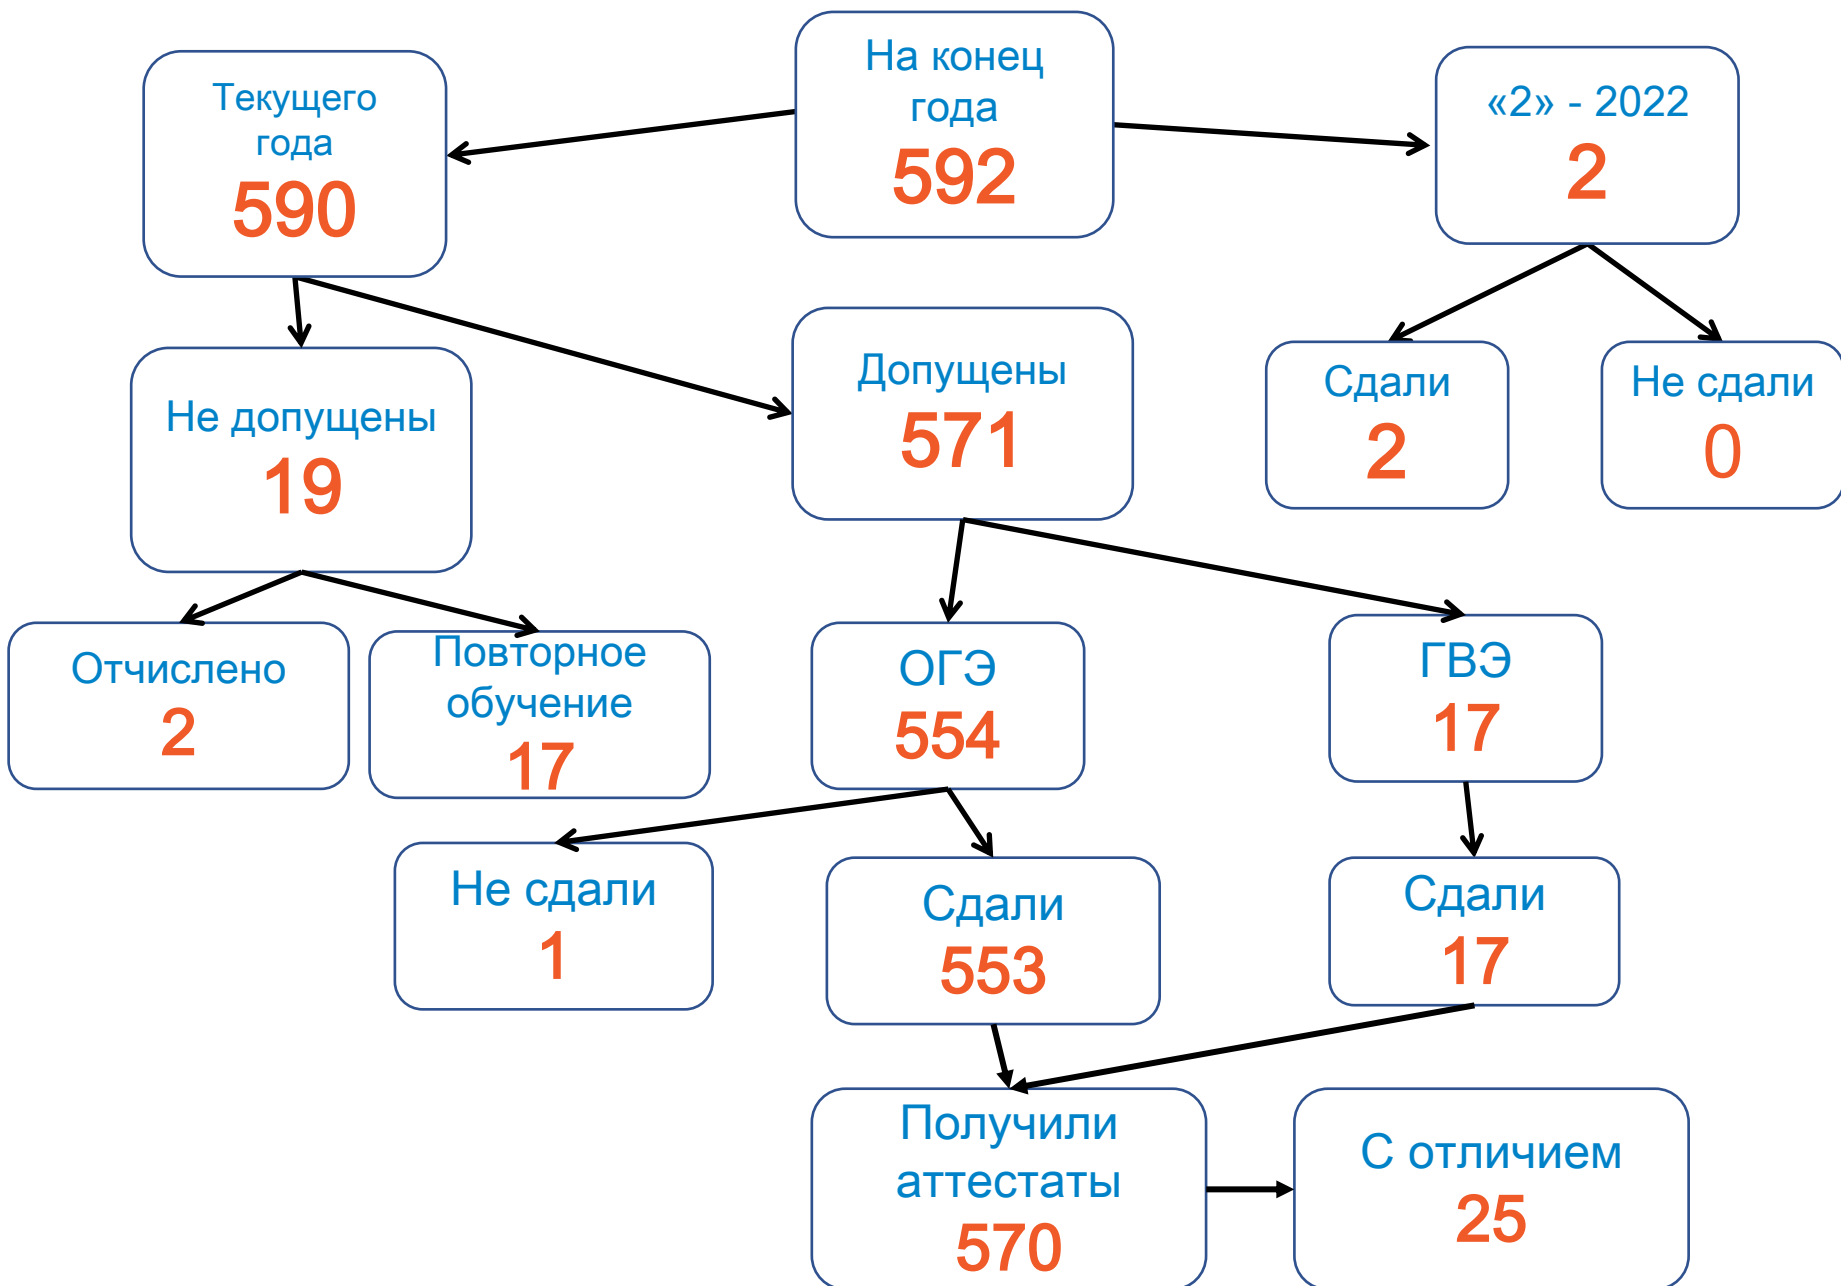 На конец
года
592
Текущего
года
590
«2» - 2022
2
Не допущены
19
Допущены
571
Сдали
2
Не сдали
0
Отчислено
2
Повторное
обучение
17
ОГЭ
554
ГВЭ
17
Не сдали
1
Сдали
553
Сдали
17
Получили
аттестаты
570
С отличием
25